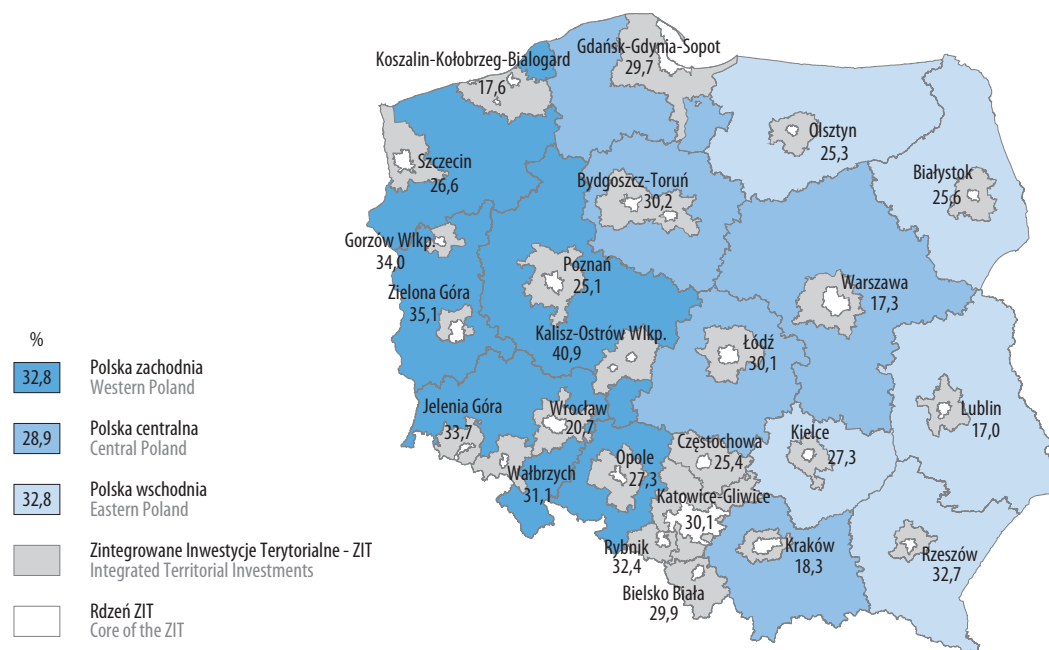 Koszalin-Kołobrzeg-Bialogard
17,6
Gdańsk-Gdynia-Sopot
29,7
Olsztyn
25,3
Białystok
25,6
Szczecin
26,6
Bydgoszcz-Toruń
30,2
Gorzów Wlkp.
34,0
Poznań
25,1
Warszawa
17,3
Zielona Góra
35,1
Kalisz-Ostrów Wlkp.
40,9
Łódź
30,1
Jelenia Góra
33,7
Wrocław
20,7
Lublin
17,0
Częstochowa
25,4
Kielce
27,3
Wałbrzych
31,1
Opole
27,3
Katowice-Gliwice
30,1
Rybnik
32,4
Kraków
18,3
Rzeszów
32,7
Bielsko Biała
29,9
%
32,8 Polska zachodnia
Western Poland
28,9 Polska centralna
Central Poland
32,8 Polska wschodnia
Eastern Poland
Zintegrowane Inwestycje Terytorialne - ZIT
Integrated Territorial Investments
Rdzeń ZIT
Core of the ZIT